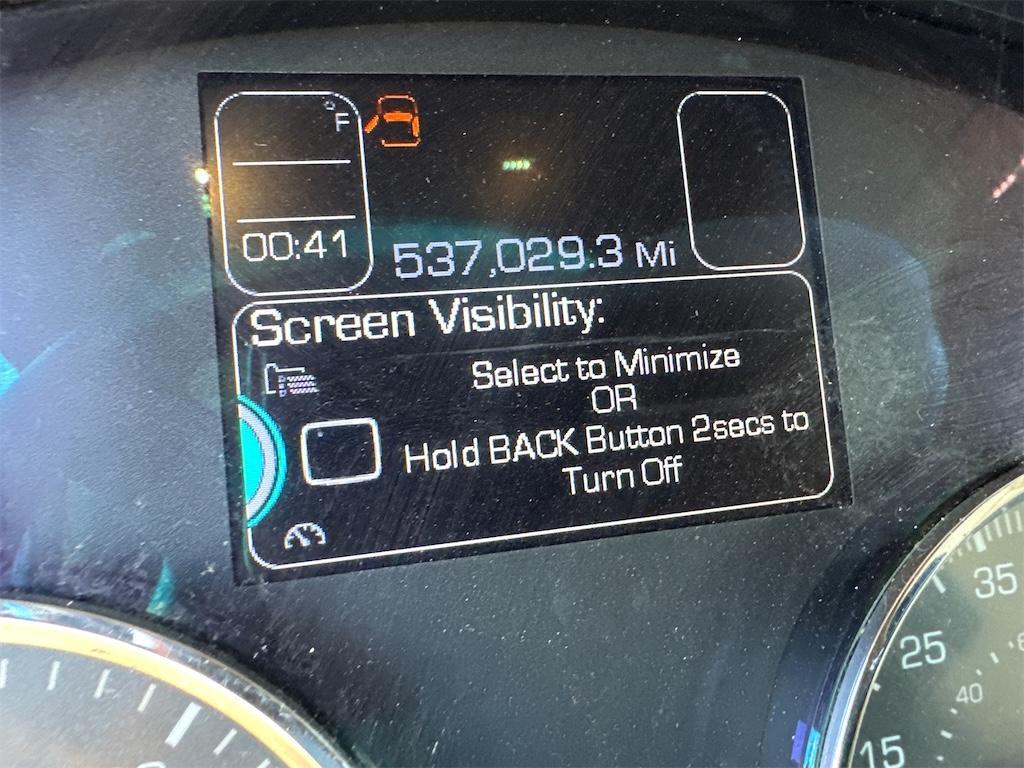 °F
00:41
537,029.3 Mi
Screen Visibility:
Select to Minimize
OR
Hold BACK Button 2secs to
Turn Off
35
25
40
15